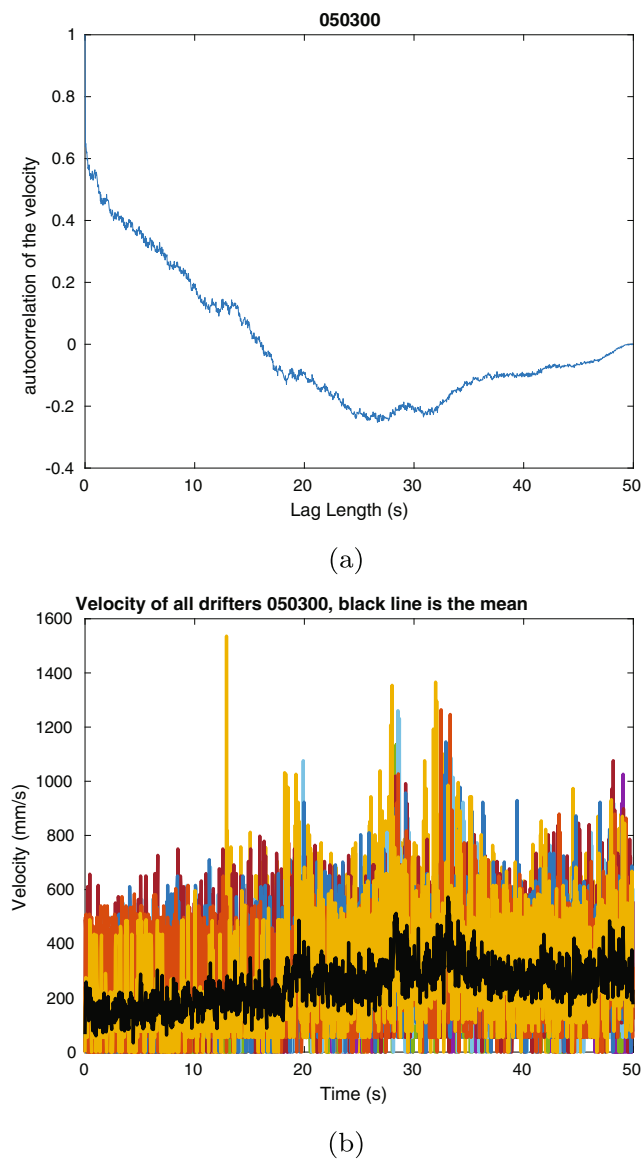 050300
1
0.8
0.6
0.4
0.2
0
-0.2
-0.4
autocorrelation of the velocity
0 10 20 30 40 50
Lag Length (s)
(a)
Velocity of all drifters 050300, black line is the mean
1600
1400
1200
1000
800
600
400
200
0
Velocity (mm/s)
0 10 20 30 40 50
Time (s)
(b)